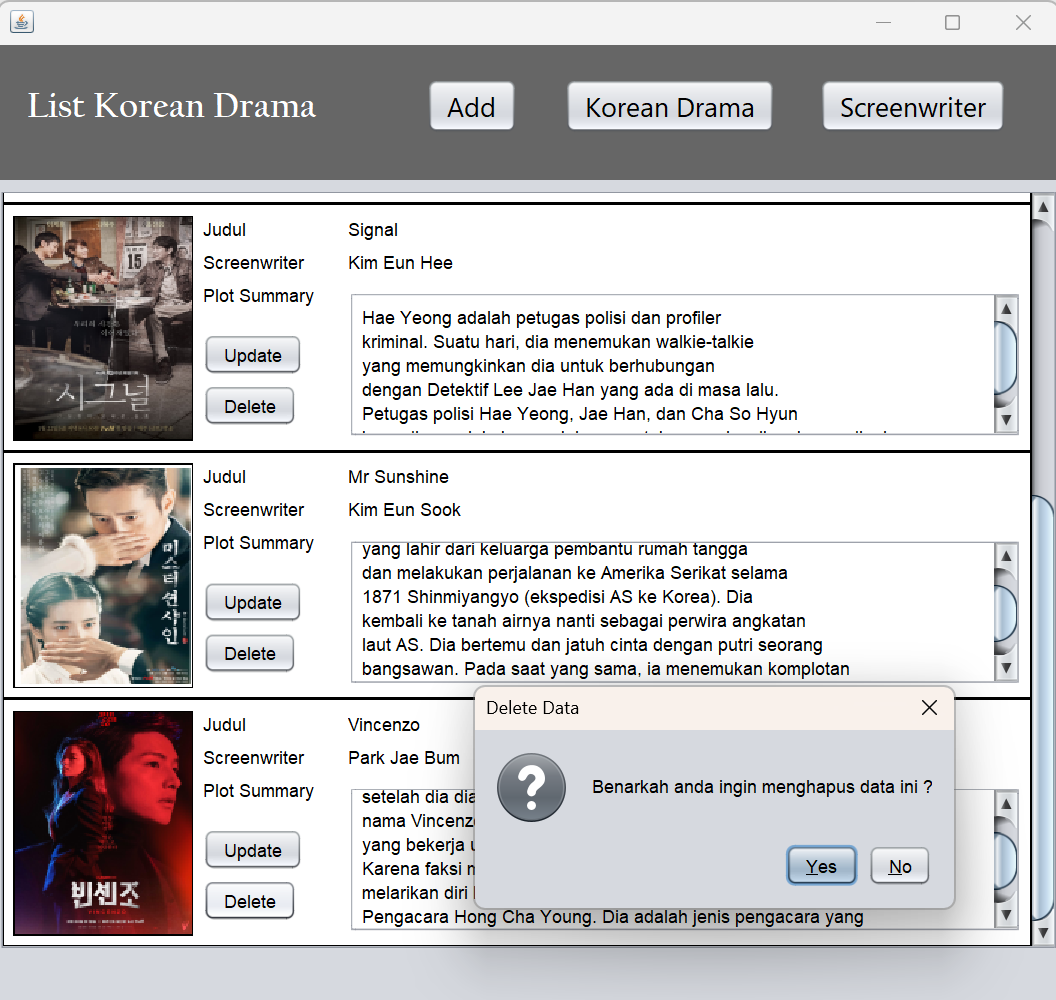 List Korean Drama
Add
Korean Drama
Screenwriter
15
시그널
Judul
Signal
Screenwriter
Kim Eun Hee
Plot Summary
Hae Yeong adalah petugas polisi dan profiler
kriminal. Suatu hari, dia menemukan walkie-talkie
yang memungkinkan dia untuk berhubungan
dengan Detektif Lee Jae Han yang ada di masa lalu.
Petugas polisi Hae Yeong, Jae Han, dan Cha So Hyun
Update
Delete
미스터 션샤인
Judul
Mr Sunshine
Screenwriter
Kim Eun Sook
Plot Summary
yang lahir dari keluarga pembantu rumah tangga
dan melakukan perjalanan ke Amerika Serikat selama
1871 Shinmiyangyo (ekspedisi AS ke Korea). Dia
kembali ke tanah airnya nanti sebagai perwira angkatan
laut AS. Dia bertemu dan jatuh cinta dengan putri seorang
bangsawan. Pada saat yang sama, ia menemukan komplotan
Update
Delete
빈센조
Judul
Vincenzo
Screenwriter
Park Jae Bum
Plot Summary
setelah dia
nama
yang bekerja
Karena faksi
melarikan diri
Pengacara Hong Cha Young. Dia adalah jenis pengacara yang
Update
Delete
Delete Data
Benarkah anda ingin menghapus data ini ?
Yes
No